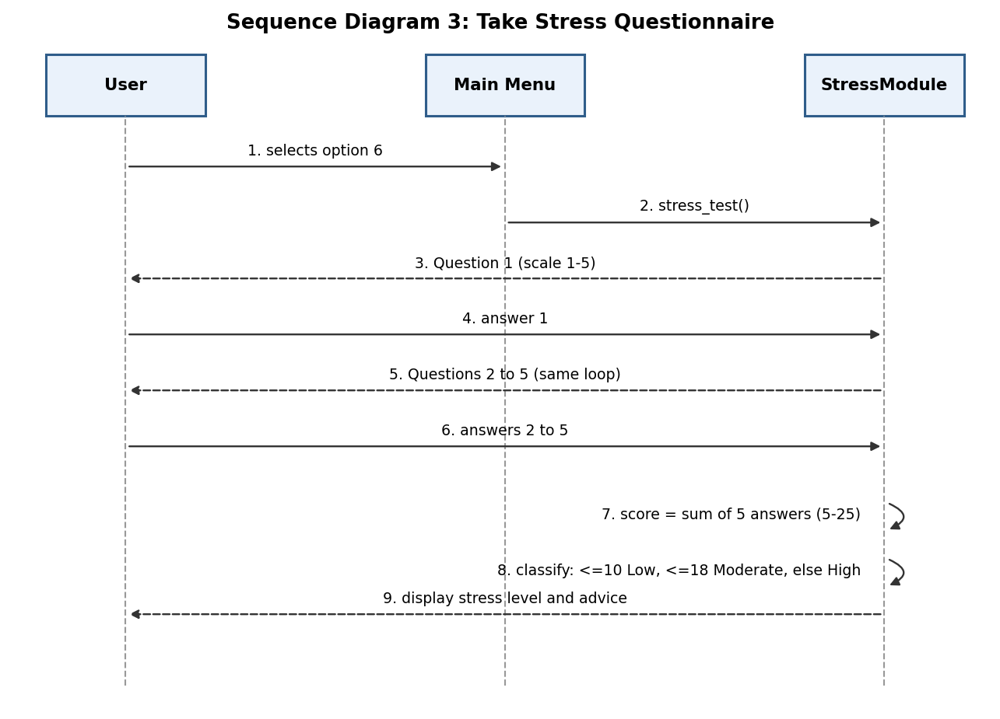 Sequence Diagram 3: Take Stress Questionnaire
User
Main Menu
StressModule
1. selects option 6
2. stress_test()
3. Question 1 (scale 1-5)
4. answer 1
5. Questions 2 to 5 (same loop)
6. answers 2 to 5
7. score = sum of 5 answers (5-25)
8. classify: <=10 Low, <=18 Moderate, else High
9. display stress level and advice